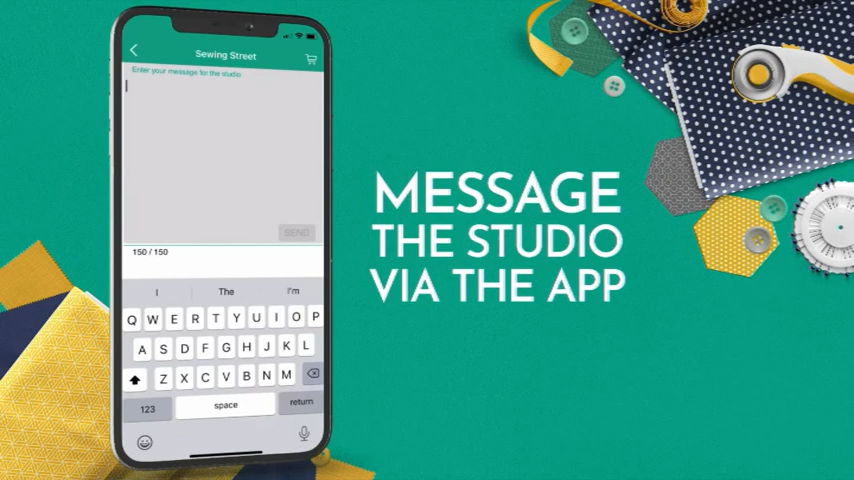 Sewing Street
Enter your message for the studio
SEND
150 / 150
I The I'm
Q W E R T Y U I O P
A S D F G H J K L
Z X C V B N M
123 space return
MESSAGE
THE STUDIO
VIA THE APP